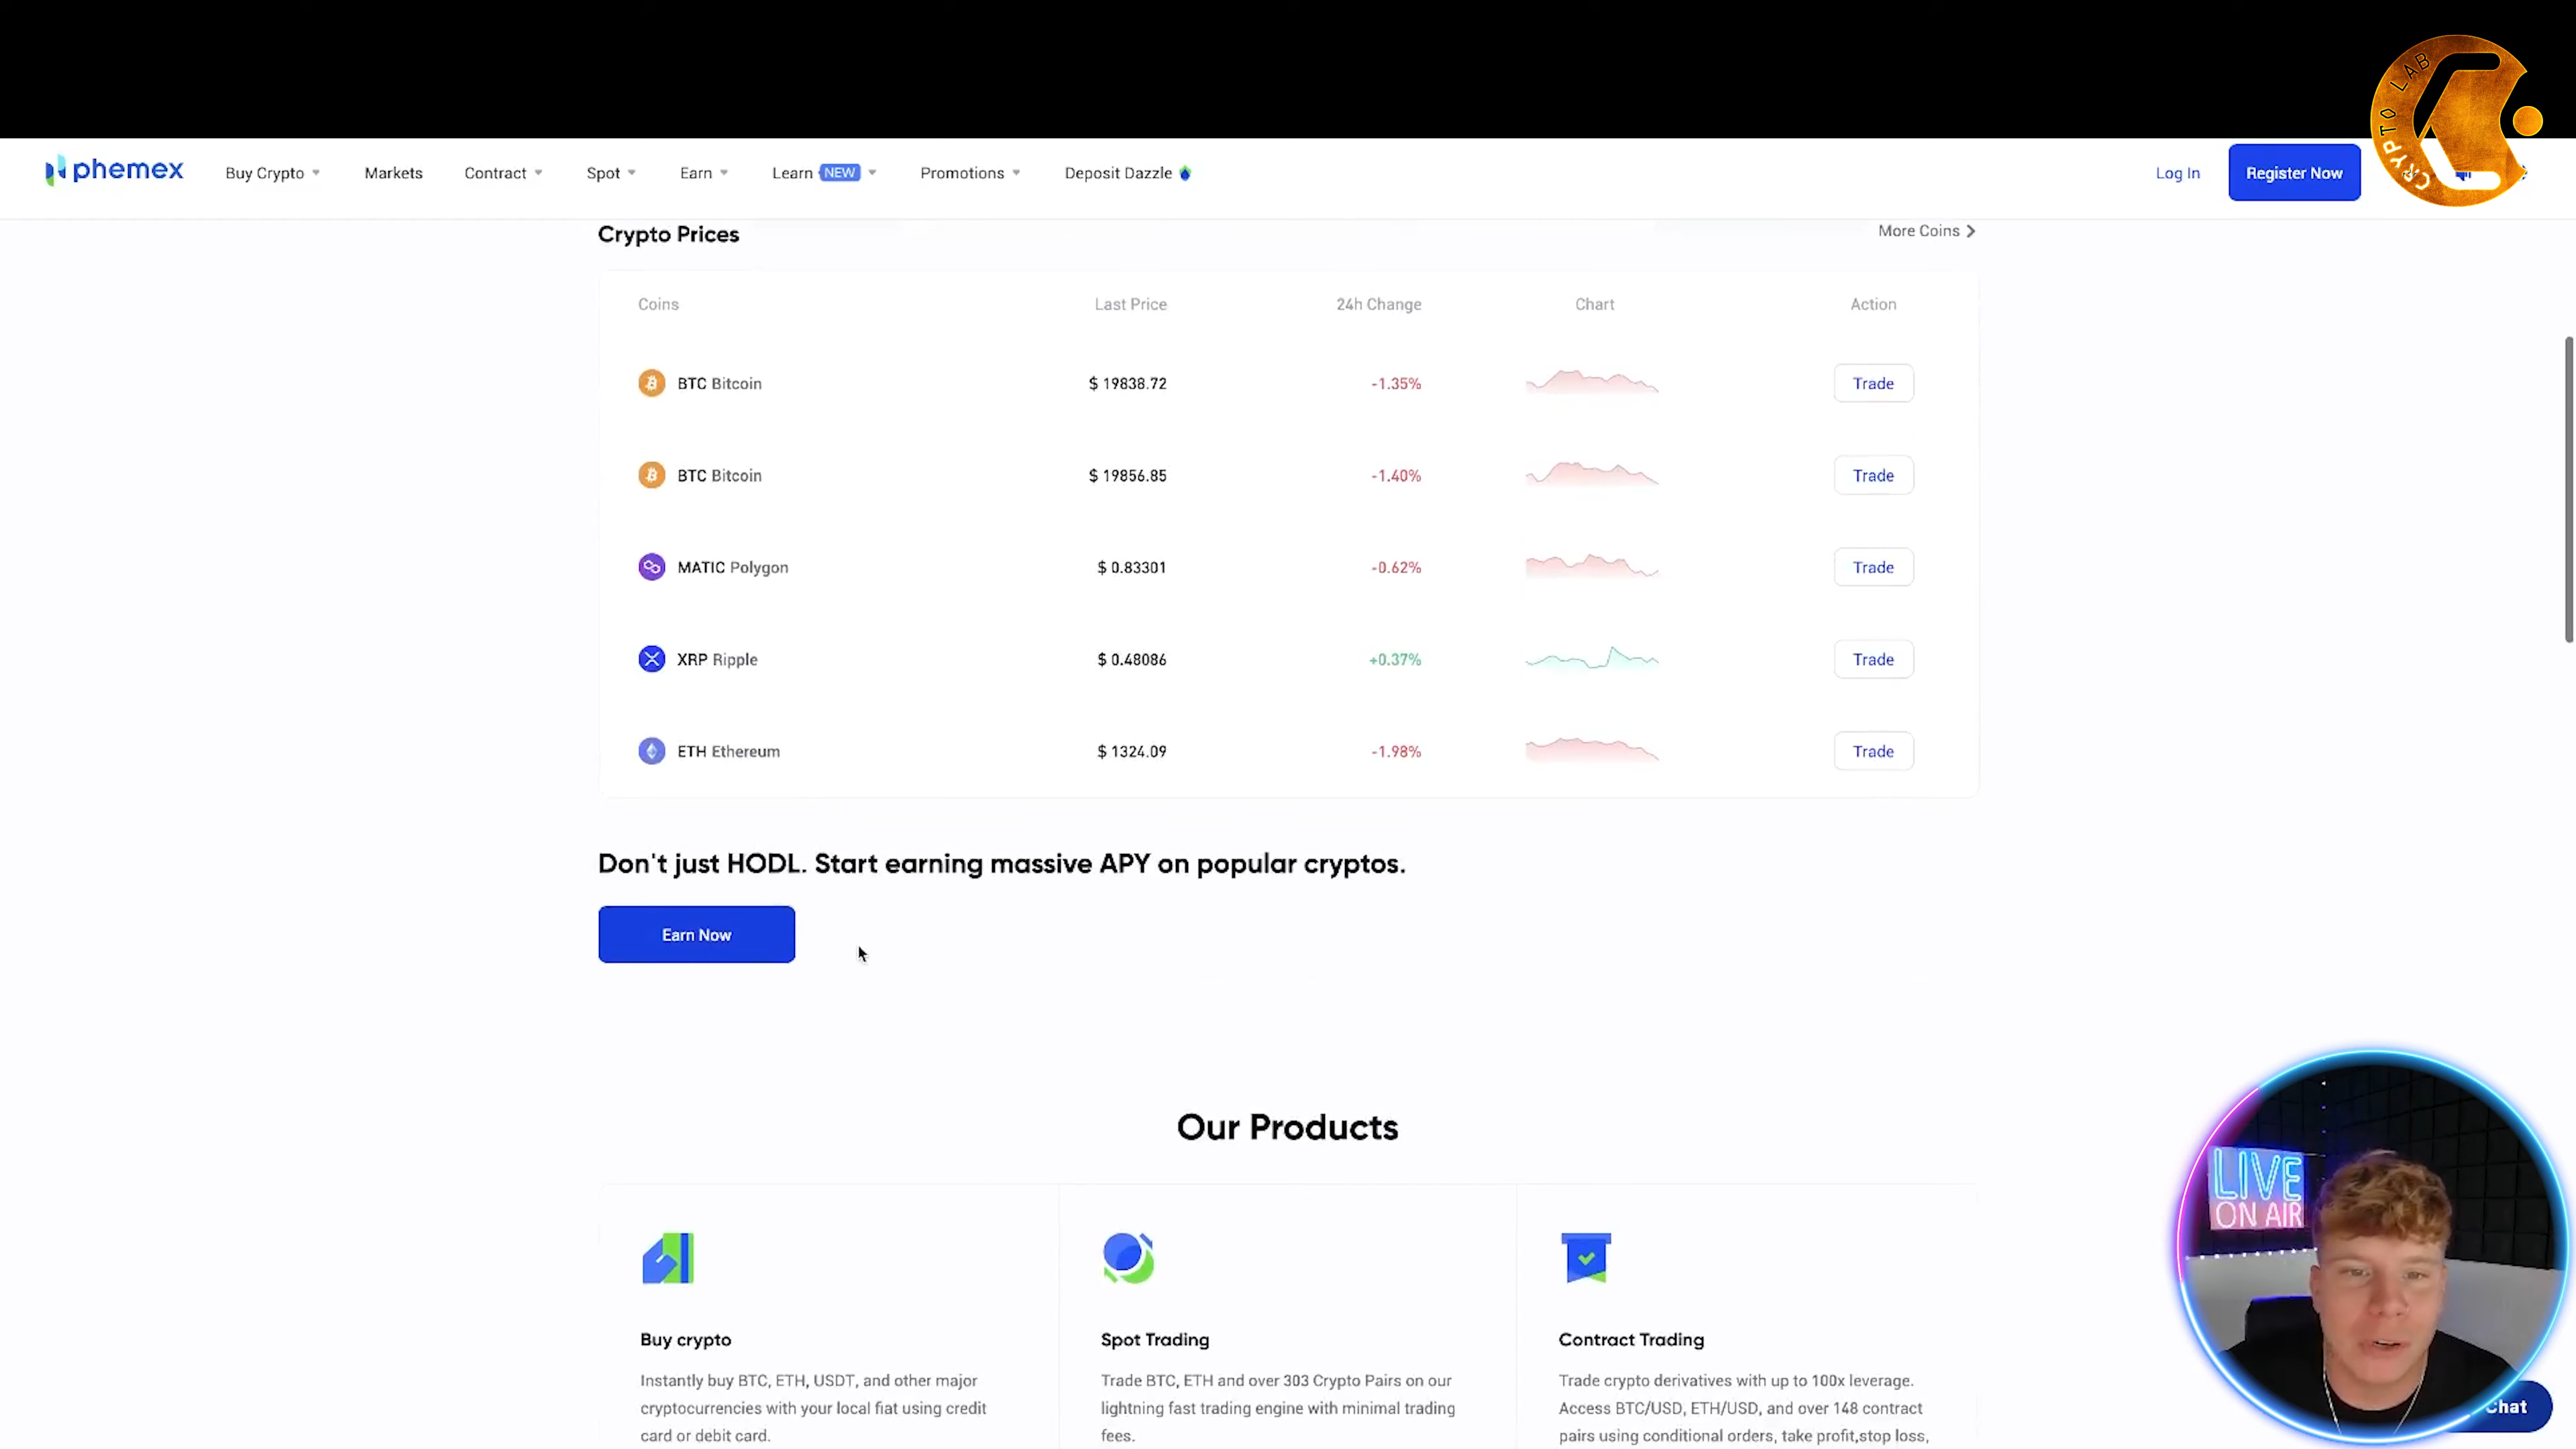 CRYPTO LAB
phemex
Buy Crypto
Markets
Contract
Spot
Earn
Learn NEW
Promotions
Deposit Dazzle
Log In
Register Now
Crypto Prices
More Coins
Coins Last Price 24h Change Chart Action
BTC Bitcoin $ 19838.72 -1.35% Trade
BTC Bitcoin $ 19856.85 -1.40% Trade
MATIC Polygon $ 0.83301 -0.62% Trade
XRP Ripple $ 0.48086 +0.37% Trade
ETH Ethereum $ 1324.09 -1.98% Trade
Don't just HODL. Start earning massive APY on popular cryptos.
Earn Now
Our Products
Buy crypto
Instantly buy BTC, ETH, USDT, and other major
cryptocurrencies with your local fiat using credit
card or debit card.
Spot Trading
Trade BTC, ETH and over 303 Crypto Pairs on our
lightning fast trading engine with minimal trading
fees.
Contract Trading
Trade crypto derivatives with up to 100x leverage.
Access BTC/USD, ETH/USD, and over 148 contract
pairs using conditional orders, take profit,stop loss,
LIVE
ON AIR
Chat